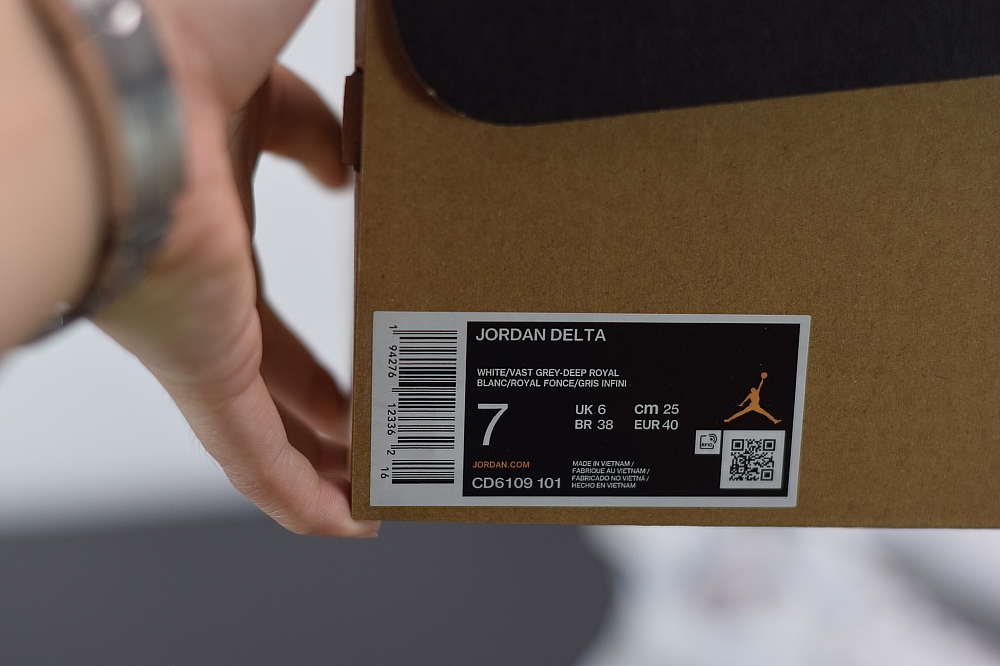 JORDAN DELTA
WHITE/VAST GREY-DEEP ROYAL
BLANC/ROYAL FONCE/GRIS INFINI
7
UK 6
cm 25
BR 38
EUR 40
RFID
JORDAN.COM
CD6109 101
MADE IN VIETNAM /
FABRIQUE AU VIETNAM /
FABRICADO NO VIETNÃ /
HECHO EN VIETNAM
1 94276 12336 2
16